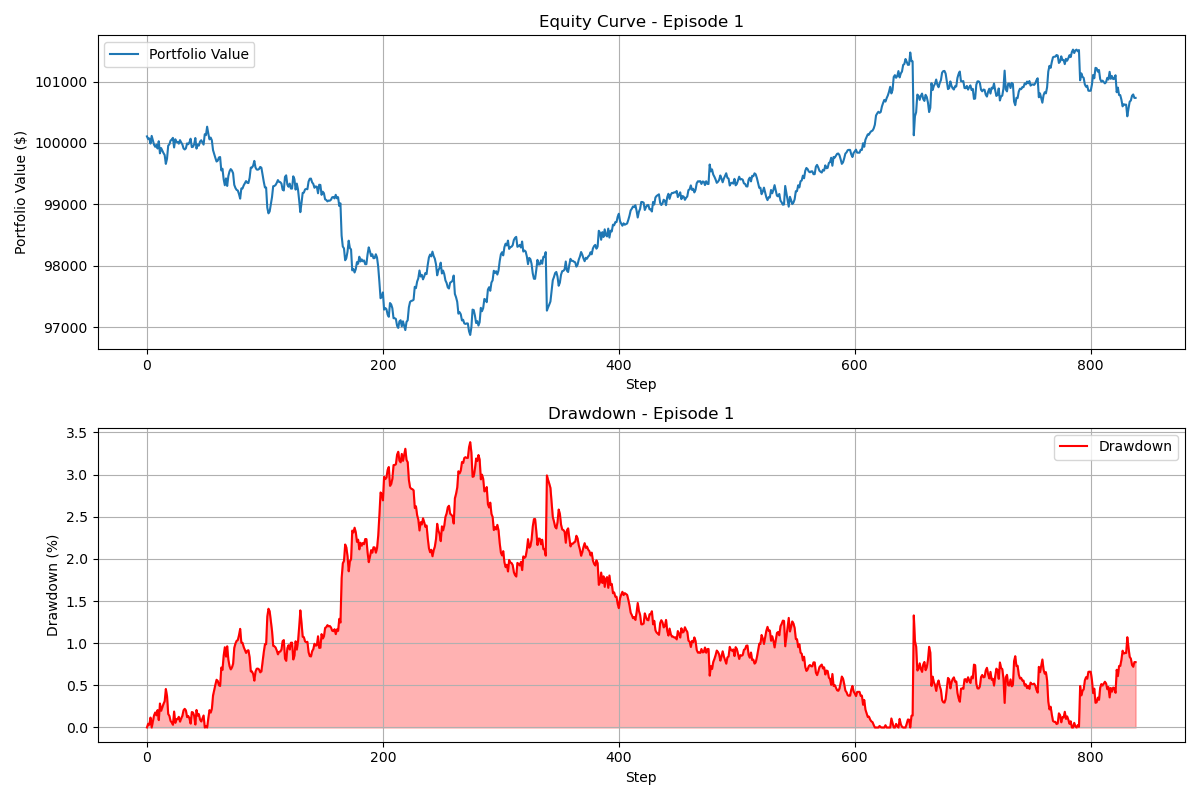 Equity Curve - Episode 1
Portfolio Value
Portfolio Value ($)
101000
100000
99000
98000
97000
0 200 400 600 800
Step
Drawdown - Episode 1
Drawdown
Drawdown (%)
3.5
3.0
2.5
2.0
1.5
1.0
0.5
0.0
0 200 400 600 800
Step